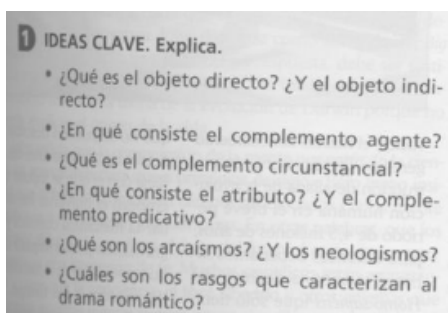 1 IDEAS CLAVE. Explica.
• ¿Qué es el objeto directo? ¿Y el objeto indi-
recto?
• ¿En qué consiste el complemento agente?
• ¿Qué es el complemento circunstancial?
• ¿En qué consiste el atributo? ¿Y el comple-
mento predicativo?
• ¿Qué son los arcaísmos? ¿Y los neologismos?
• ¿Cuáles son los rasgos que caracterizan al
drama romántico?